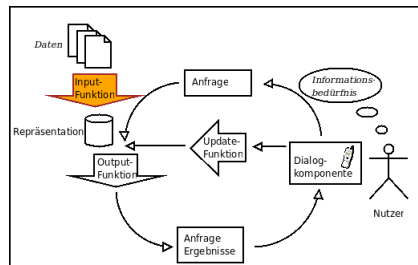 Daten
Input-
Funktion
Anfrage
Informations-
bedürfnis
Repräsentation
Update-
Funktion
Output-
Funktion
Dialog-
komponente
Nutzer
Anfrage
Ergebnisse